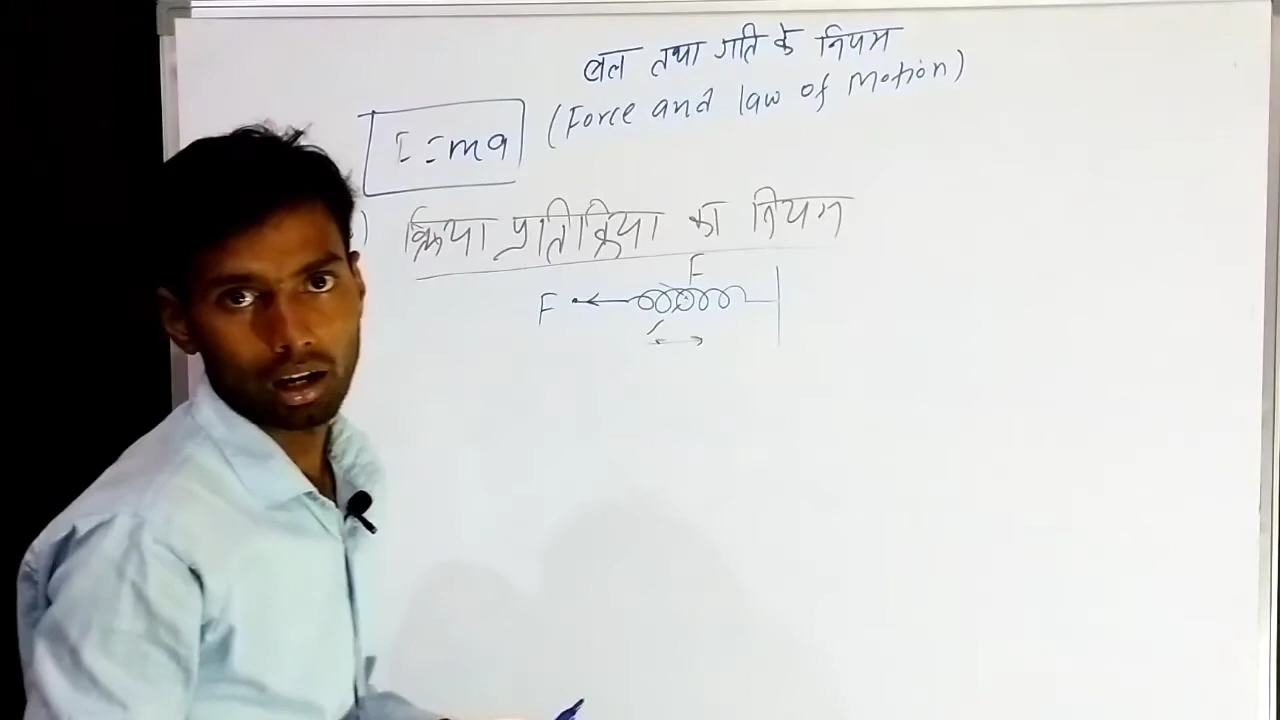 बल तथा गति के नियम
(Force and law of Motion)
F = ma
) क्रिया प्रतिक्रिया का नियम
F
F